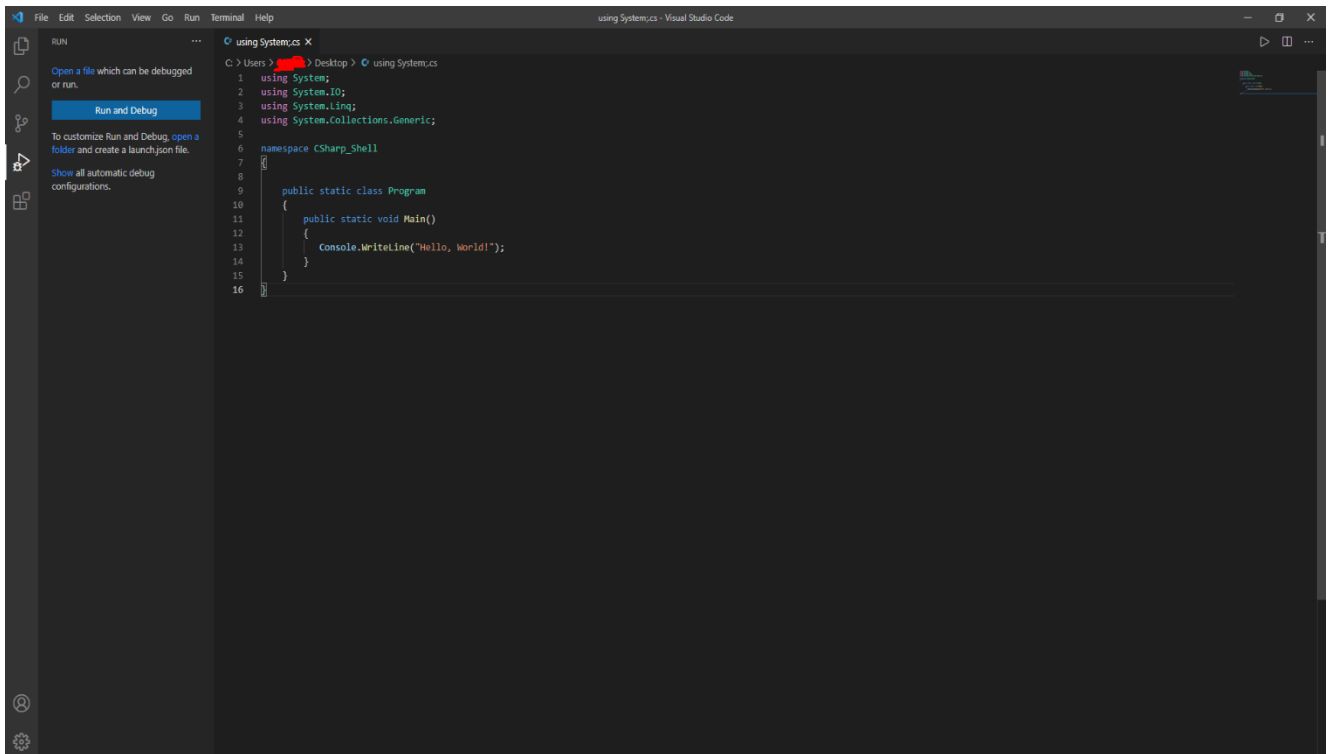 File Edit Selection View Go Run Terminal Help
using System;.cs - Visual Studio Code
RUN
using System;.cs
C: > Users > > Desktop > using System;.cs
Open a file which can be debugged
or run.
Run and Debug
To customize Run and Debug, open a
folder and create a launch.json file.
Show all automatic debug
configurations.
1 using System;
2 using System.IO;
3 using System.Linq;
4 using System.Collections.Generic;
5
6 namespace CSharp_Shell
7 {
8
9 public static class Program
10 {
11 public static void Main()
12 {
13 Console.WriteLine("Hello, World!");
14 }
15 }
16 }